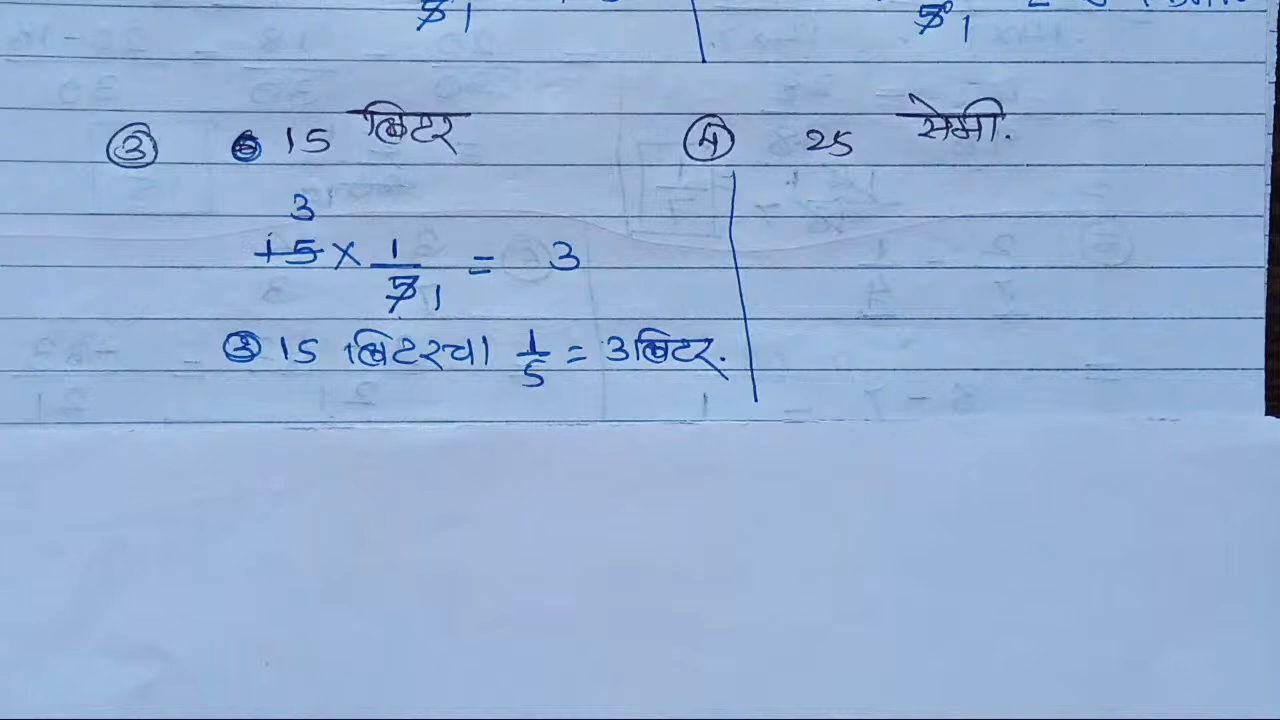 ③ 15 लिटर
④ 25 सेमी.
3
15 × 1/5 1 = 3
15 लिटरचा 1/5 = 3 लिटर.